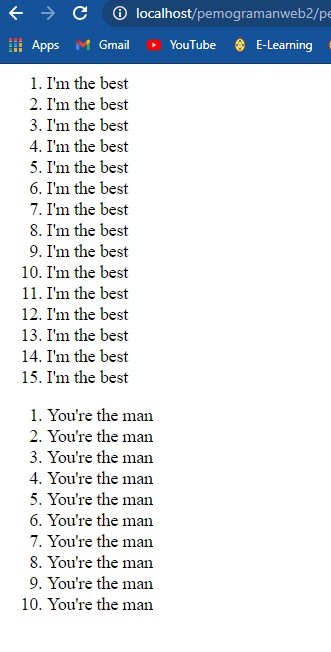 localhost/pemogramanweb2/pe
Apps Gmail YouTube E-Learning
1. I'm the best
2. I'm the best
3. I'm the best
4. I'm the best
5. I'm the best
6. I'm the best
7. I'm the best
8. I'm the best
9. I'm the best
10. I'm the best
11. I'm the best
12. I'm the best
13. I'm the best
14. I'm the best
15. I'm the best
1. You're the man
2. You're the man
3. You're the man
4. You're the man
5. You're the man
6. You're the man
7. You're the man
8. You're the man
9. You're the man
10. You're the man